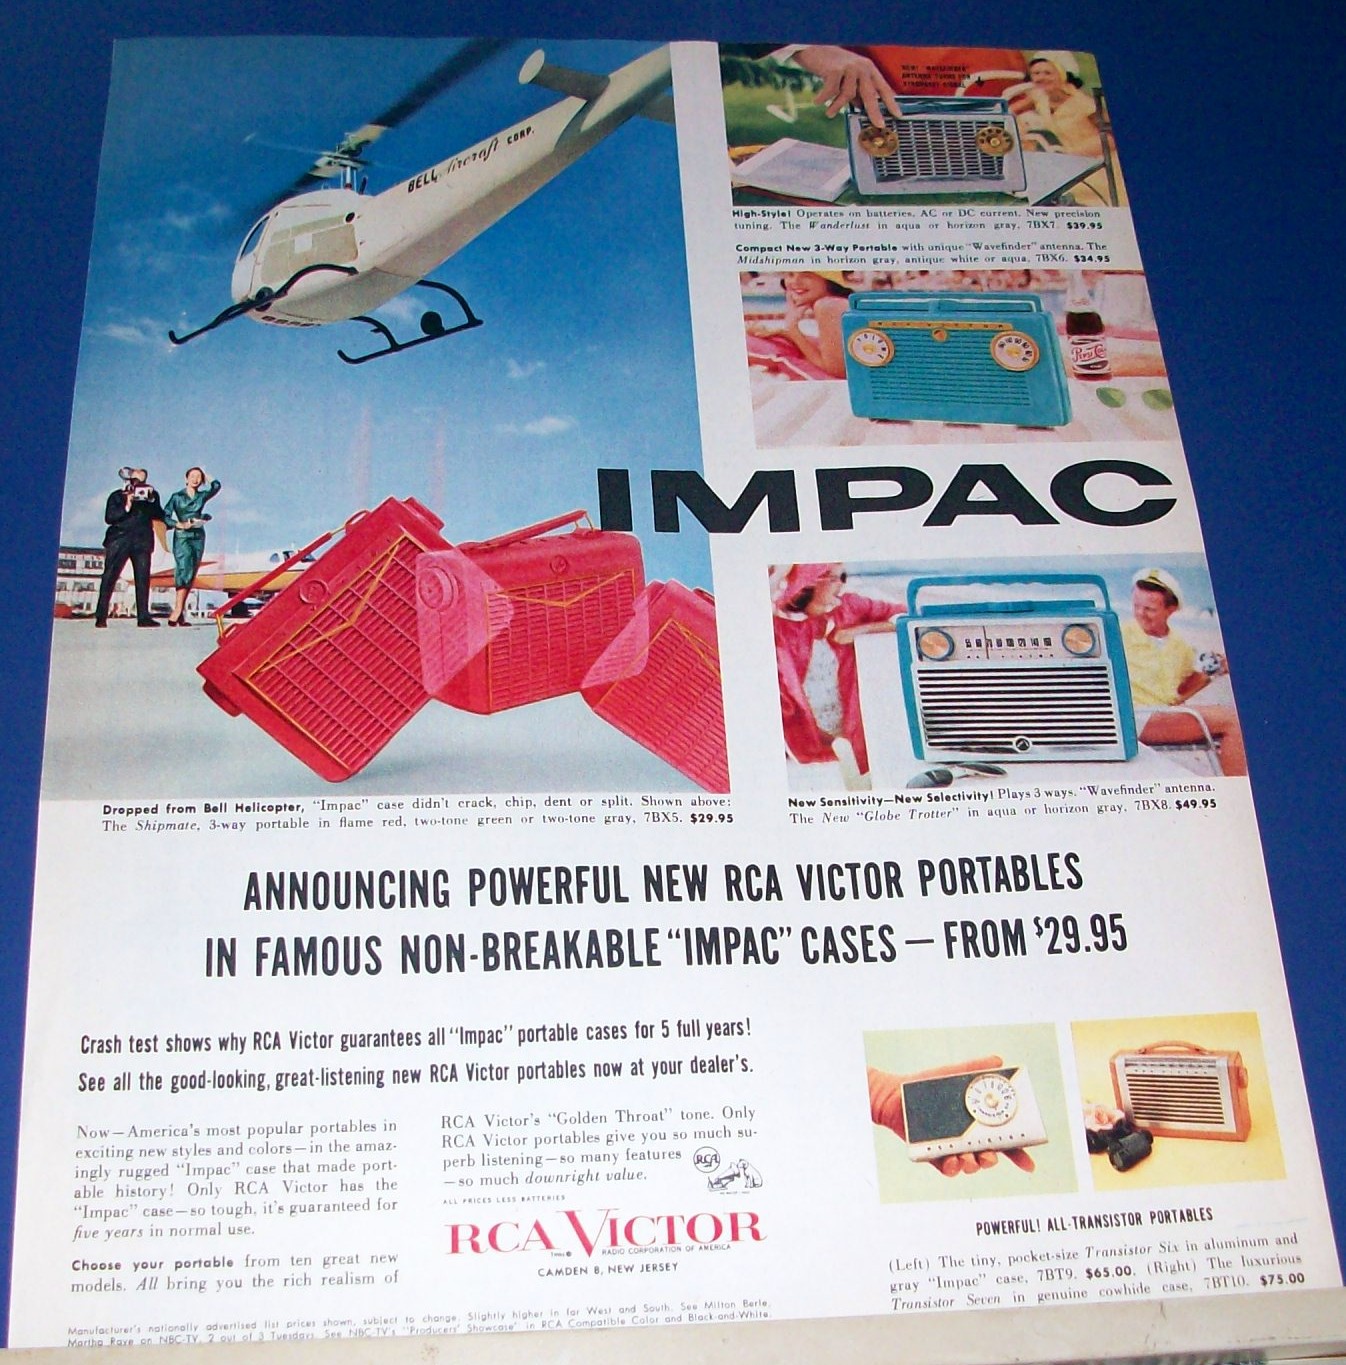 BELL Aircraft CORP.
NEW! "WAVEFINDER"
ANTENNA TURNS FOR
STRONGEST SIGNAL
High-Style! Operates on batteries, AC or DC current. New precision
tuning. The Wanderlust in aqua or horizon gray, 7BX7. $39.95
Compact New 3-Way Portable with unique "Wavefinder" antenna. The
Midshipman in horizon gray, antique white or aqua, 7BX6. $34.95
RCA VICTOR
IMPAC
Dropped from Bell Helicopter, "Impac" case didn't crack, chip, dent or split. Shown above:
The Shipmate, 3-way portable in flame red, two-tone green or two-tone gray, 7BX5. $29.95
New Sensitivity—New Selectivity! Plays 3 ways. "Wavefinder" antenna.
The New "Globe Trotter" in aqua or horizon gray, 7BX8. $49.95
ANNOUNCING POWERFUL NEW RCA VICTOR PORTABLES
IN FAMOUS NON-BREAKABLE "IMPAC" CASES — FROM $29.95
Crash test shows why RCA Victor guarantees all "Impac" portable cases for 5 full years!
See all the good-looking, great-listening new RCA Victor portables now at your dealer's.
Now—America's most popular portables in
exciting new styles and colors—in the amaz-
ingly rugged "Impac" case that made port-
able history! Only RCA Victor has the
"Impac" case—so tough, it's guaranteed for
five years in normal use.
Choose your portable from ten great new
models. All bring you the rich realism of
RCA Victor's "Golden Throat" tone. Only
RCA Victor portables give you so much su-
perb listening—so many features
—so much downright value.
RCA
ALL PRICES LESS BATTERIES
RCA VICTOR
TMKS ®
RADIO CORPORATION OF AMERICA
CAMDEN 8, NEW JERSEY
RCA VICTOR
POWERFUL! ALL-TRANSISTOR PORTABLES
(Left) The tiny, pocket-size Transistor Six in aluminum and
gray "Impac" case, 7BT9. $65.00. (Right) The luxurious
Transistor Seven in genuine cowhide case, 7BT10. $75.00
Manufacturer's nationally advertised list prices shown, subject to change. Slightly higher in far West and South. See Milton Berle,
Martha Raye on NBC-TV, 2 out of 3 Tuesdays. See NBC-TV's "Producers' Showcase" in RCA Compatible Color and Black-and-White.